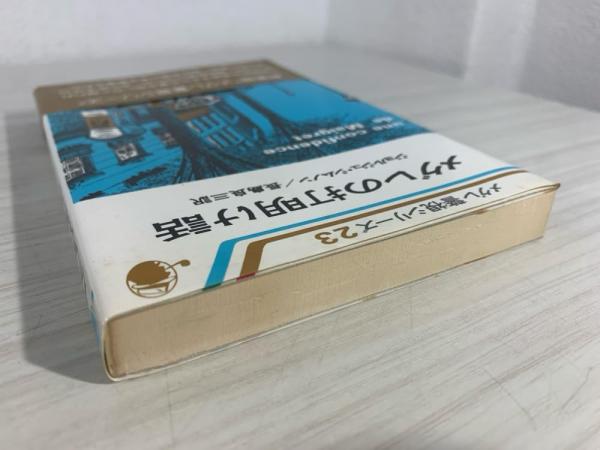 une confidence
de Maigret
メグレの打明け話
ジョルジュ・シムノン／長島良三訳
メグレ警視シリーズ23